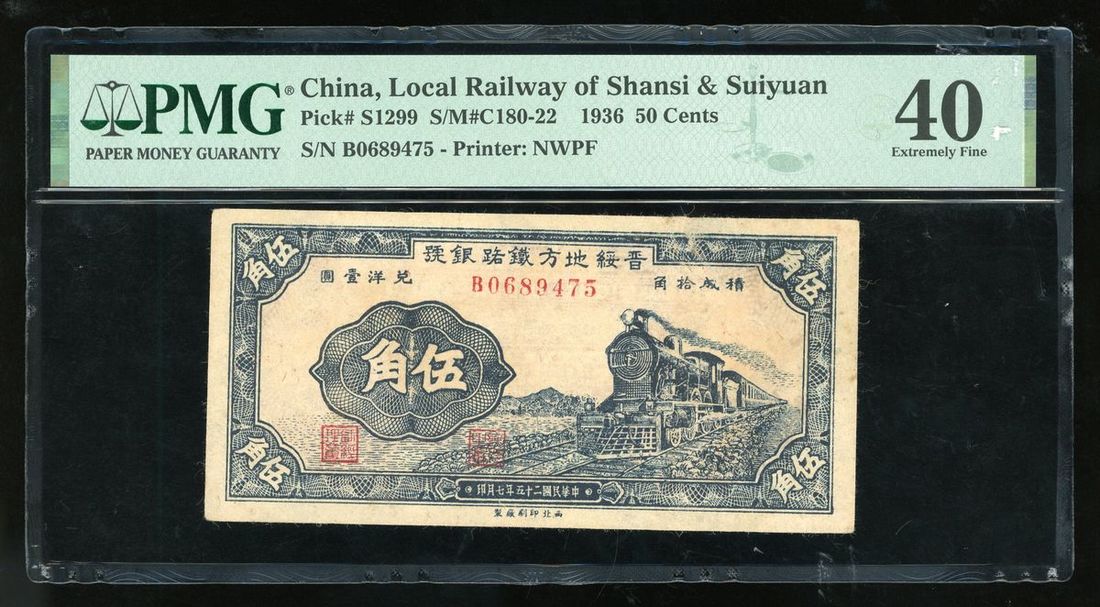 PMG®
PAPER MONEY GUARANTY
China, Local Railway of Shansi & Suiyuan
Pick# S1299 S/M#C180-22 1936 50 Cents
S/N B0689475 - Printer: NWPF
40
Extremely Fine
晋綏地方鐵路銀號
積成拾角
兌洋壹圓
B0689475
伍角
伍角
伍角
伍角
伍角
中華民國二十五年七月印
西北印刷廠製